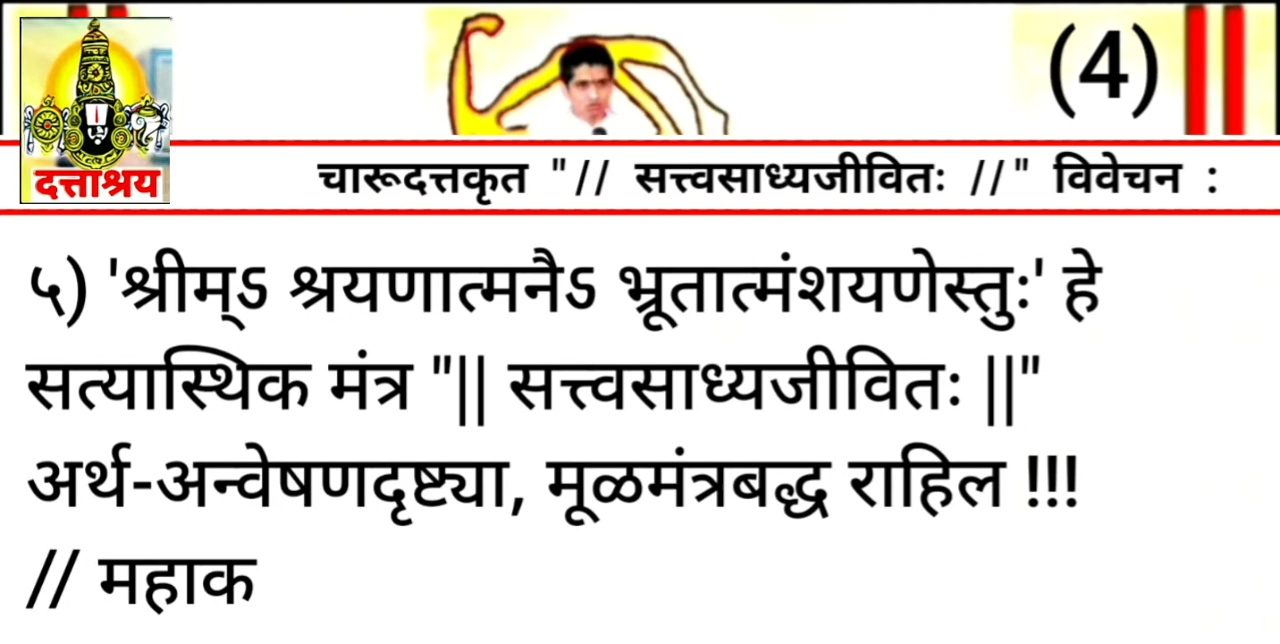 (4)
दत्ताश्रय
चारूदत्तकृत "// सत्त्वसाध्यजीवितः //" विवेचन :
५) 'श्रीम्ऽ श्रयणात्मनैऽ भ्रूतात्मंशयणेस्तुः' हे
सत्यास्थिक मंत्र "|| सत्त्वसाध्यजीवितः ||"
अर्थ-अन्वेषणदृष्ट्या, मूळमंत्रबद्ध राहिल !!!
// महाक